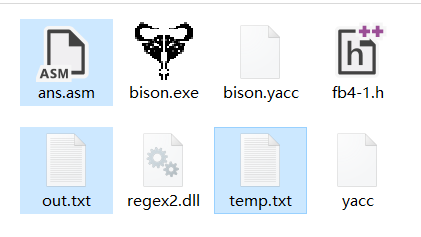 ASM
ans.asm
bison.exe
bison.yacc
h++
fb4-1.h
out.txt
regex2.dll
temp.txt
yacc